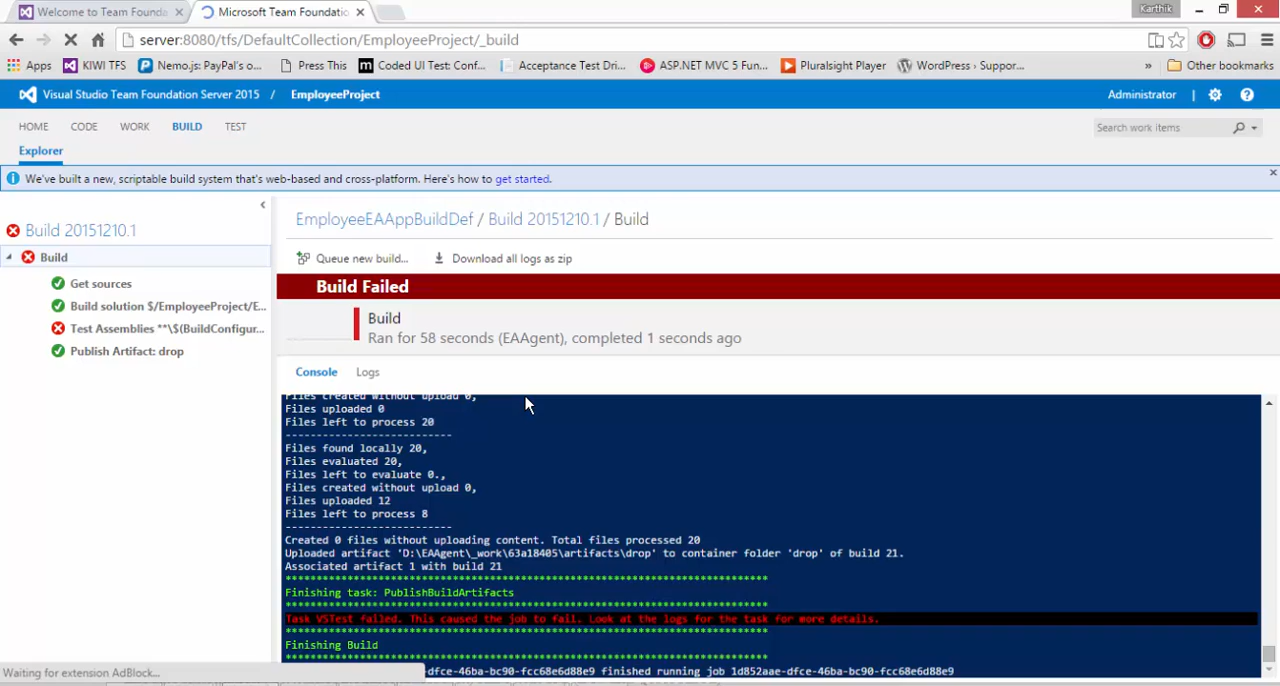 Welcome to Team Founda
Microsoft Team Foundatio
Karthik
server:8080/tfs/DefaultCollection/EmployeeProject/_build
Apps
KIWI TFS
Nemo.js: PayPal's o...
Press This
Coded UI Test: Conf...
Acceptance Test Dri...
ASP.NET MVC 5 Fun...
Pluralsight Player
WordPress › Suppor...
»
Other bookmarks
Visual Studio Team Foundation Server 2015 / EmployeeProject
Administrator |
HOME CODE WORK BUILD TEST
Search work items
Explorer
We've built a new, scriptable build system that's web-based and cross-platform. Here's how to get started.
Build 20151210.1
Build
Get sources
Build solution $/EmployeeProject/E...
Test Assemblies **\$(BuildConfigur...
Publish Artifact: drop
EmployeeEAAppBuildDef / Build 20151210.1 / Build
Queue new build...
Download all logs as zip
Build Failed
Build
Ran for 58 seconds (EAAgent), completed 1 seconds ago
Console Logs
Files created without upload 0,
Files uploaded 0
Files left to process 20
---------------------------
Files found locally 20,
Files evaluated 20,
Files left to evaluate 0.,
Files created without upload 0,
Files uploaded 12
Files left to process 8
---------------------------
Created 0 files without uploading content. Total files processed 20
Uploaded artifact 'D:\EAAgent\_work\63a18405\artifacts\drop' to container folder 'drop' of build 21.
Associated artifact 1 with build 21
******************************************************************************
Finishing task: PublishBuildArtifacts
******************************************************************************
Task VSTest failed. This caused the job to fail. Look at the logs for the task for more details.
******************************************************************************
Finishing Build
******************************************************************************
-dfce-46ba-bc90-fcc68e6d88e9 finished running job 1d852aae-dfce-46ba-bc90-fcc68e6d88e9
Waiting for extension AdBlock...